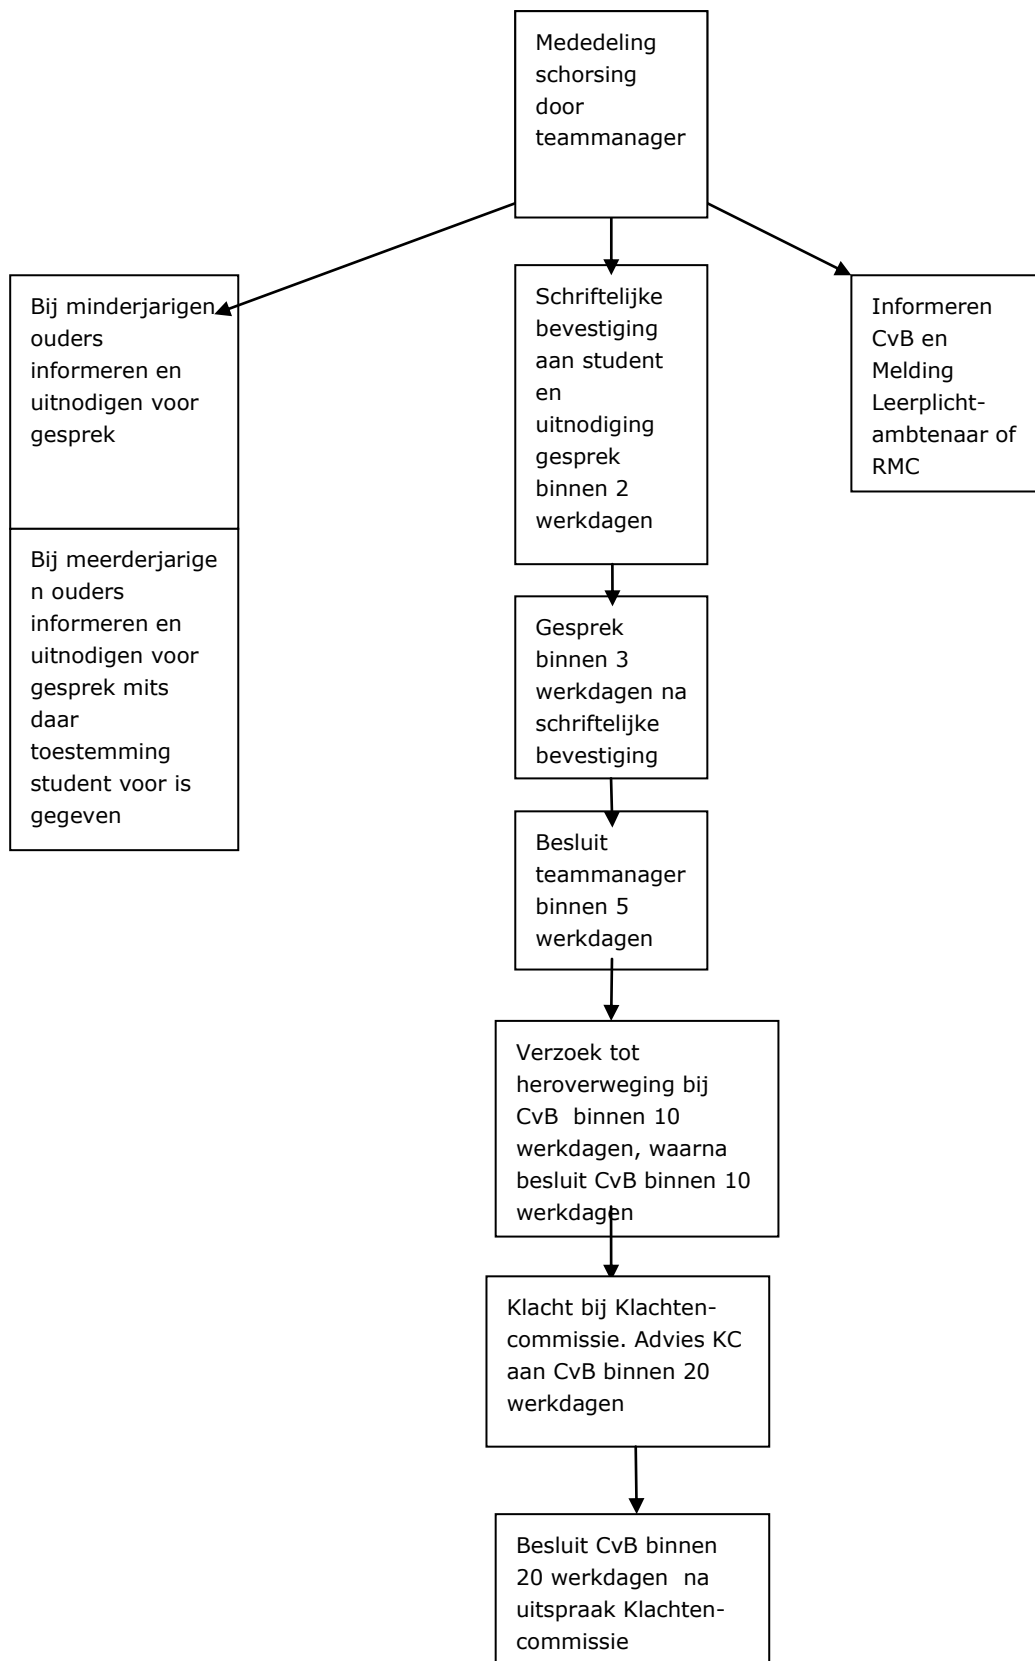 Mededeling
schorsing
door
teammanager
Bij minderjarigen
ouders
informeren en
uitnodigen voor
gesprek
Bij meerderjarige
n ouders
informeren en
uitnodigen voor
gesprek mits
daar
toestemming
student voor is
gegeven
Schriftelijke
bevestiging
aan student
en
uitnodiging
gesprek
binnen 2
werkdagen
Informeren
CvB en
Melding
Leerplicht-
ambtenaar of
RMC
Gesprek
binnen 3
werkdagen na
schriftelijke
bevestiging
Besluit
teammanager
binnen 5
werkdagen
Verzoek tot
heroverweging bij
CvB  binnen 10
werkdagen, waarna
besluit CvB binnen 10
werkdagen
Klacht bij Klachten-
commissie. Advies KC
aan CvB binnen 20
werkdagen
Besluit CvB binnen
20 werkdagen  na
uitspraak Klachten-
commissie